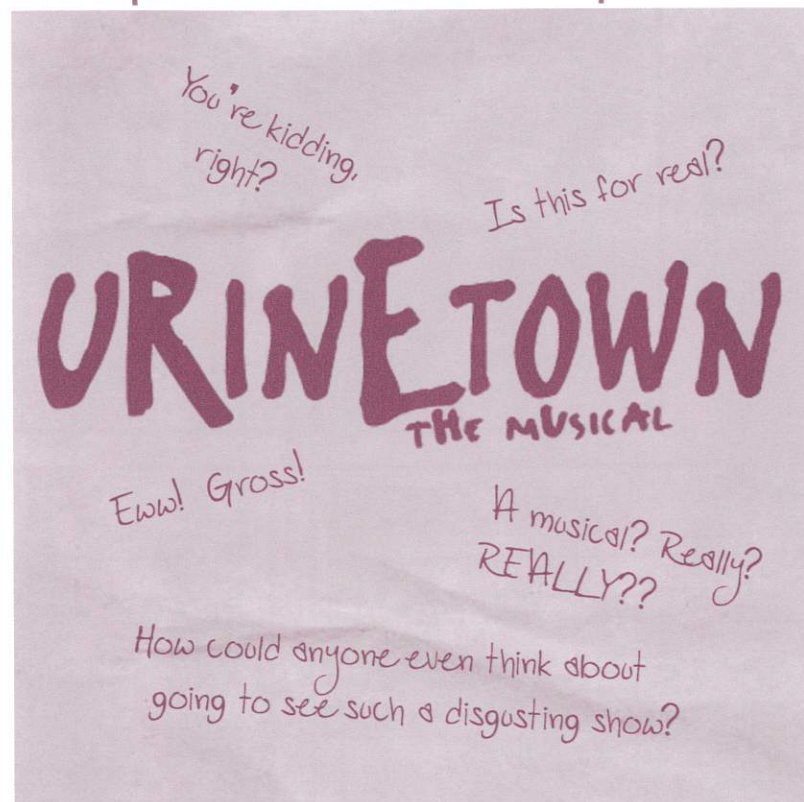 You're kidding,
right?
Is this for real?
URINETOWN
THE MUSICAL
Eww! Gross!
A musical? Really?
REALLY??
How could anyone even think about
going to see such a disgusting show?